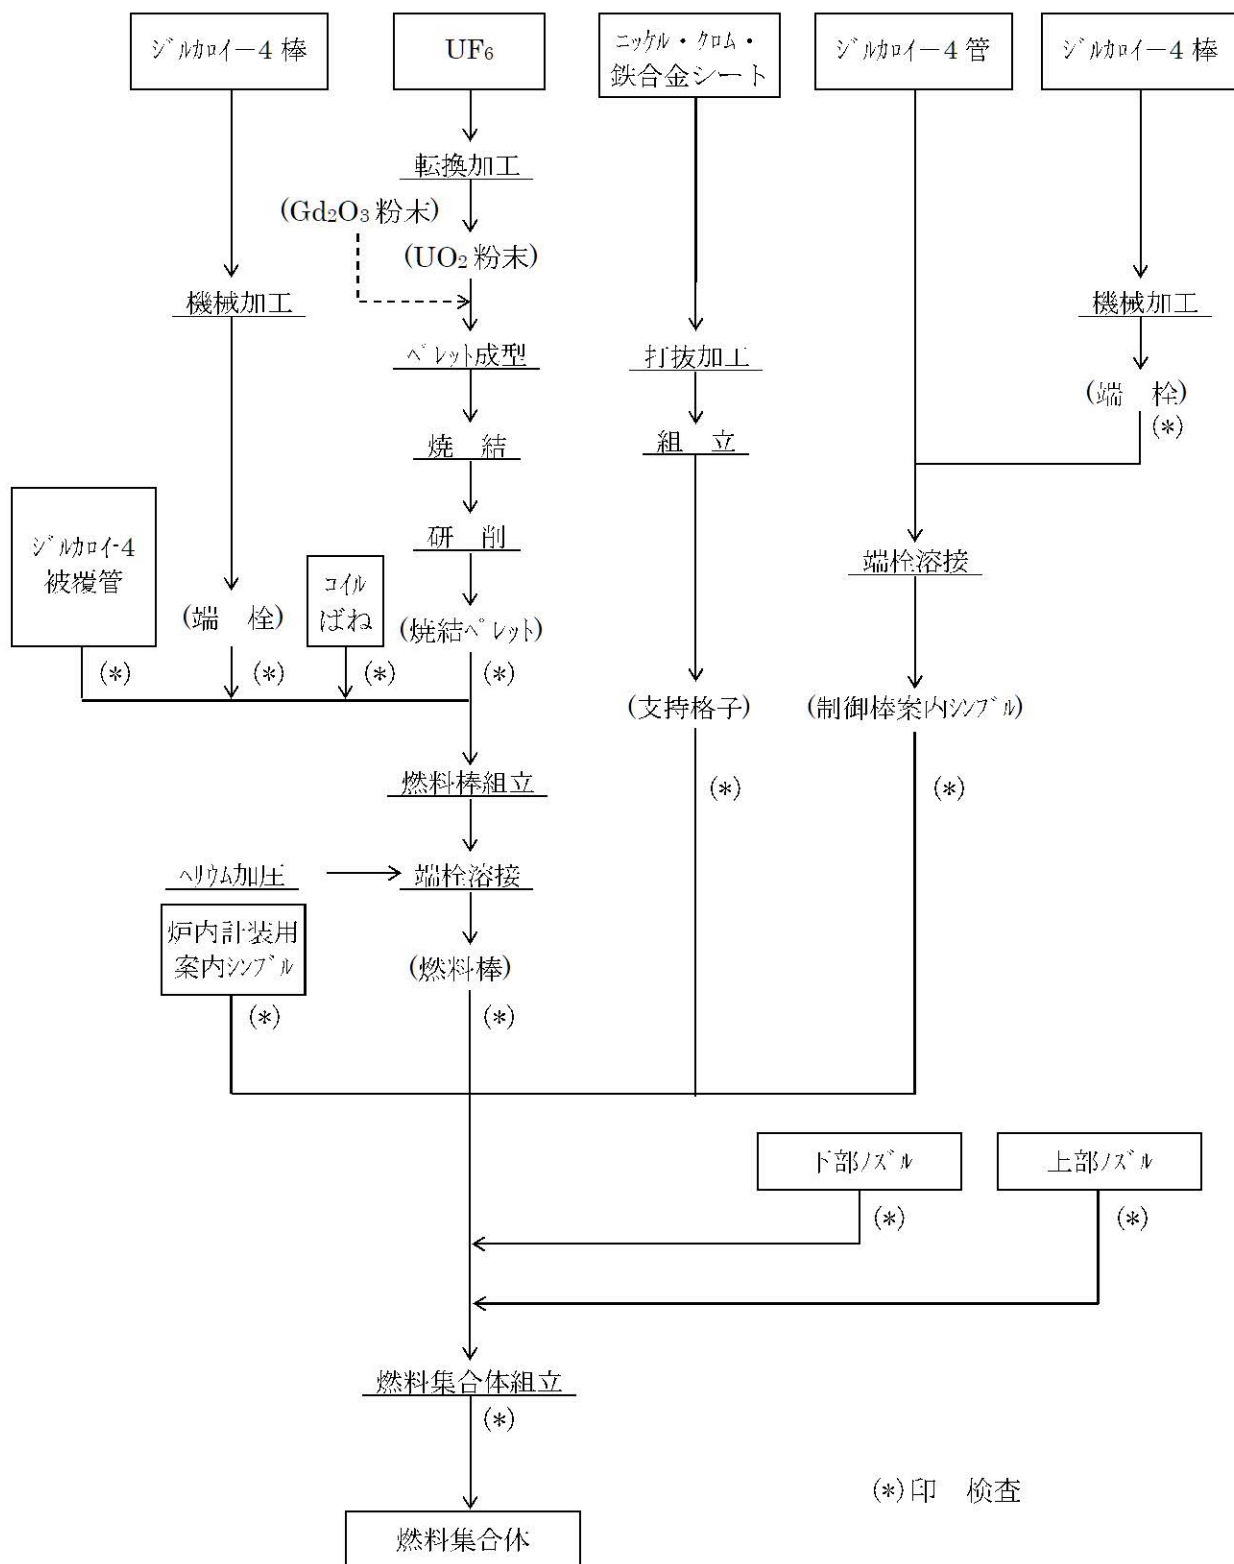 ジルカロイー4 棒
UF₆
ニッケル・クロム・
鉄合金シート
ジルカロイー4 管
ジルカロイー4 棒
転換加工
(Gd₂O₃ 粉末)
(UO₂ 粉末)
機械加工
機械加工
ペレット成型
打抜加工
(端　栓)
(*)
焼　結
組　立
研　削
ジルカロイ-4
被覆管
端栓溶接
コイル
ばね
(端　栓)
(焼結ペレット)
(*)
(*)
(*)
(*)
(支持格子)
(制御棒案内シンブル)
燃料棒組立
(*)
(*)
ヘリウム加圧
端栓溶接
炉内計装用
案内シンブル
(燃料棒)
(*)
(*)
下部ノズル
上部ノズル
(*)
(*)
燃料集合体組立
(*)
(*)印　検査
燃料集合体